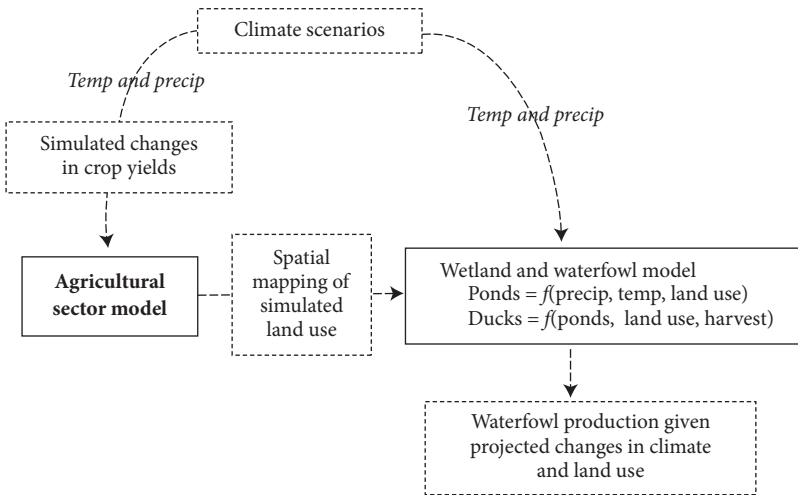 Climate scenarios
Temp and precip
Temp and precip
Simulated changes
in crop yields
Agricultural
sector model
Spatial
mapping of
simulated
land use
Wetland and waterfowl model
Ponds = f(precip, temp, land use)
Ducks = f(ponds, land use, harvest)
Waterfowl production given
projected changes in climate
and land use